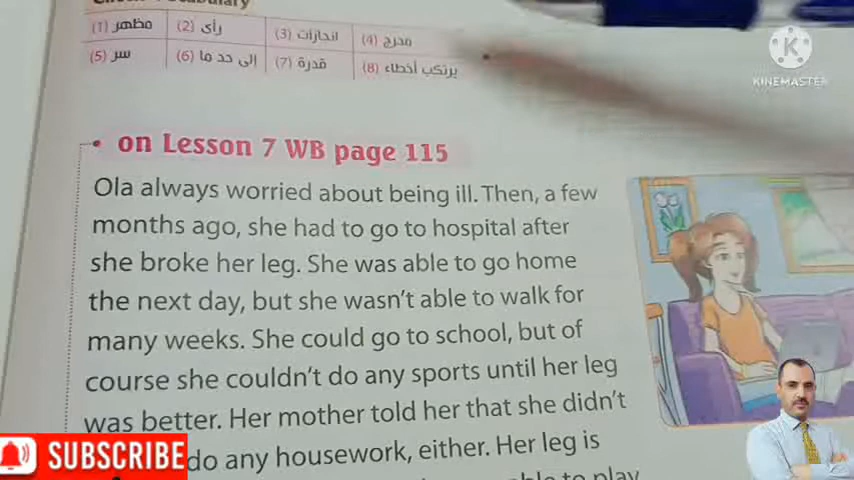 (1) مظهر (2) رأى (3) انجازات (4) محرج
(5) سر (6) إلى حد ما (7) قدرة (8) يرتكب أخطاء
KINEMASTER
• on Lesson 7 WB page 115
Ola always worried about being ill. Then, a few
months ago, she had to go to hospital after
she broke her leg. She was able to go home
the next day, but she wasn't able to walk for
many weeks. She could go to school, but of
course she couldn't do any sports until her leg
was better. Her mother told her that she didn't
do any housework, either. Her leg is
to play
SUBSCRIBE